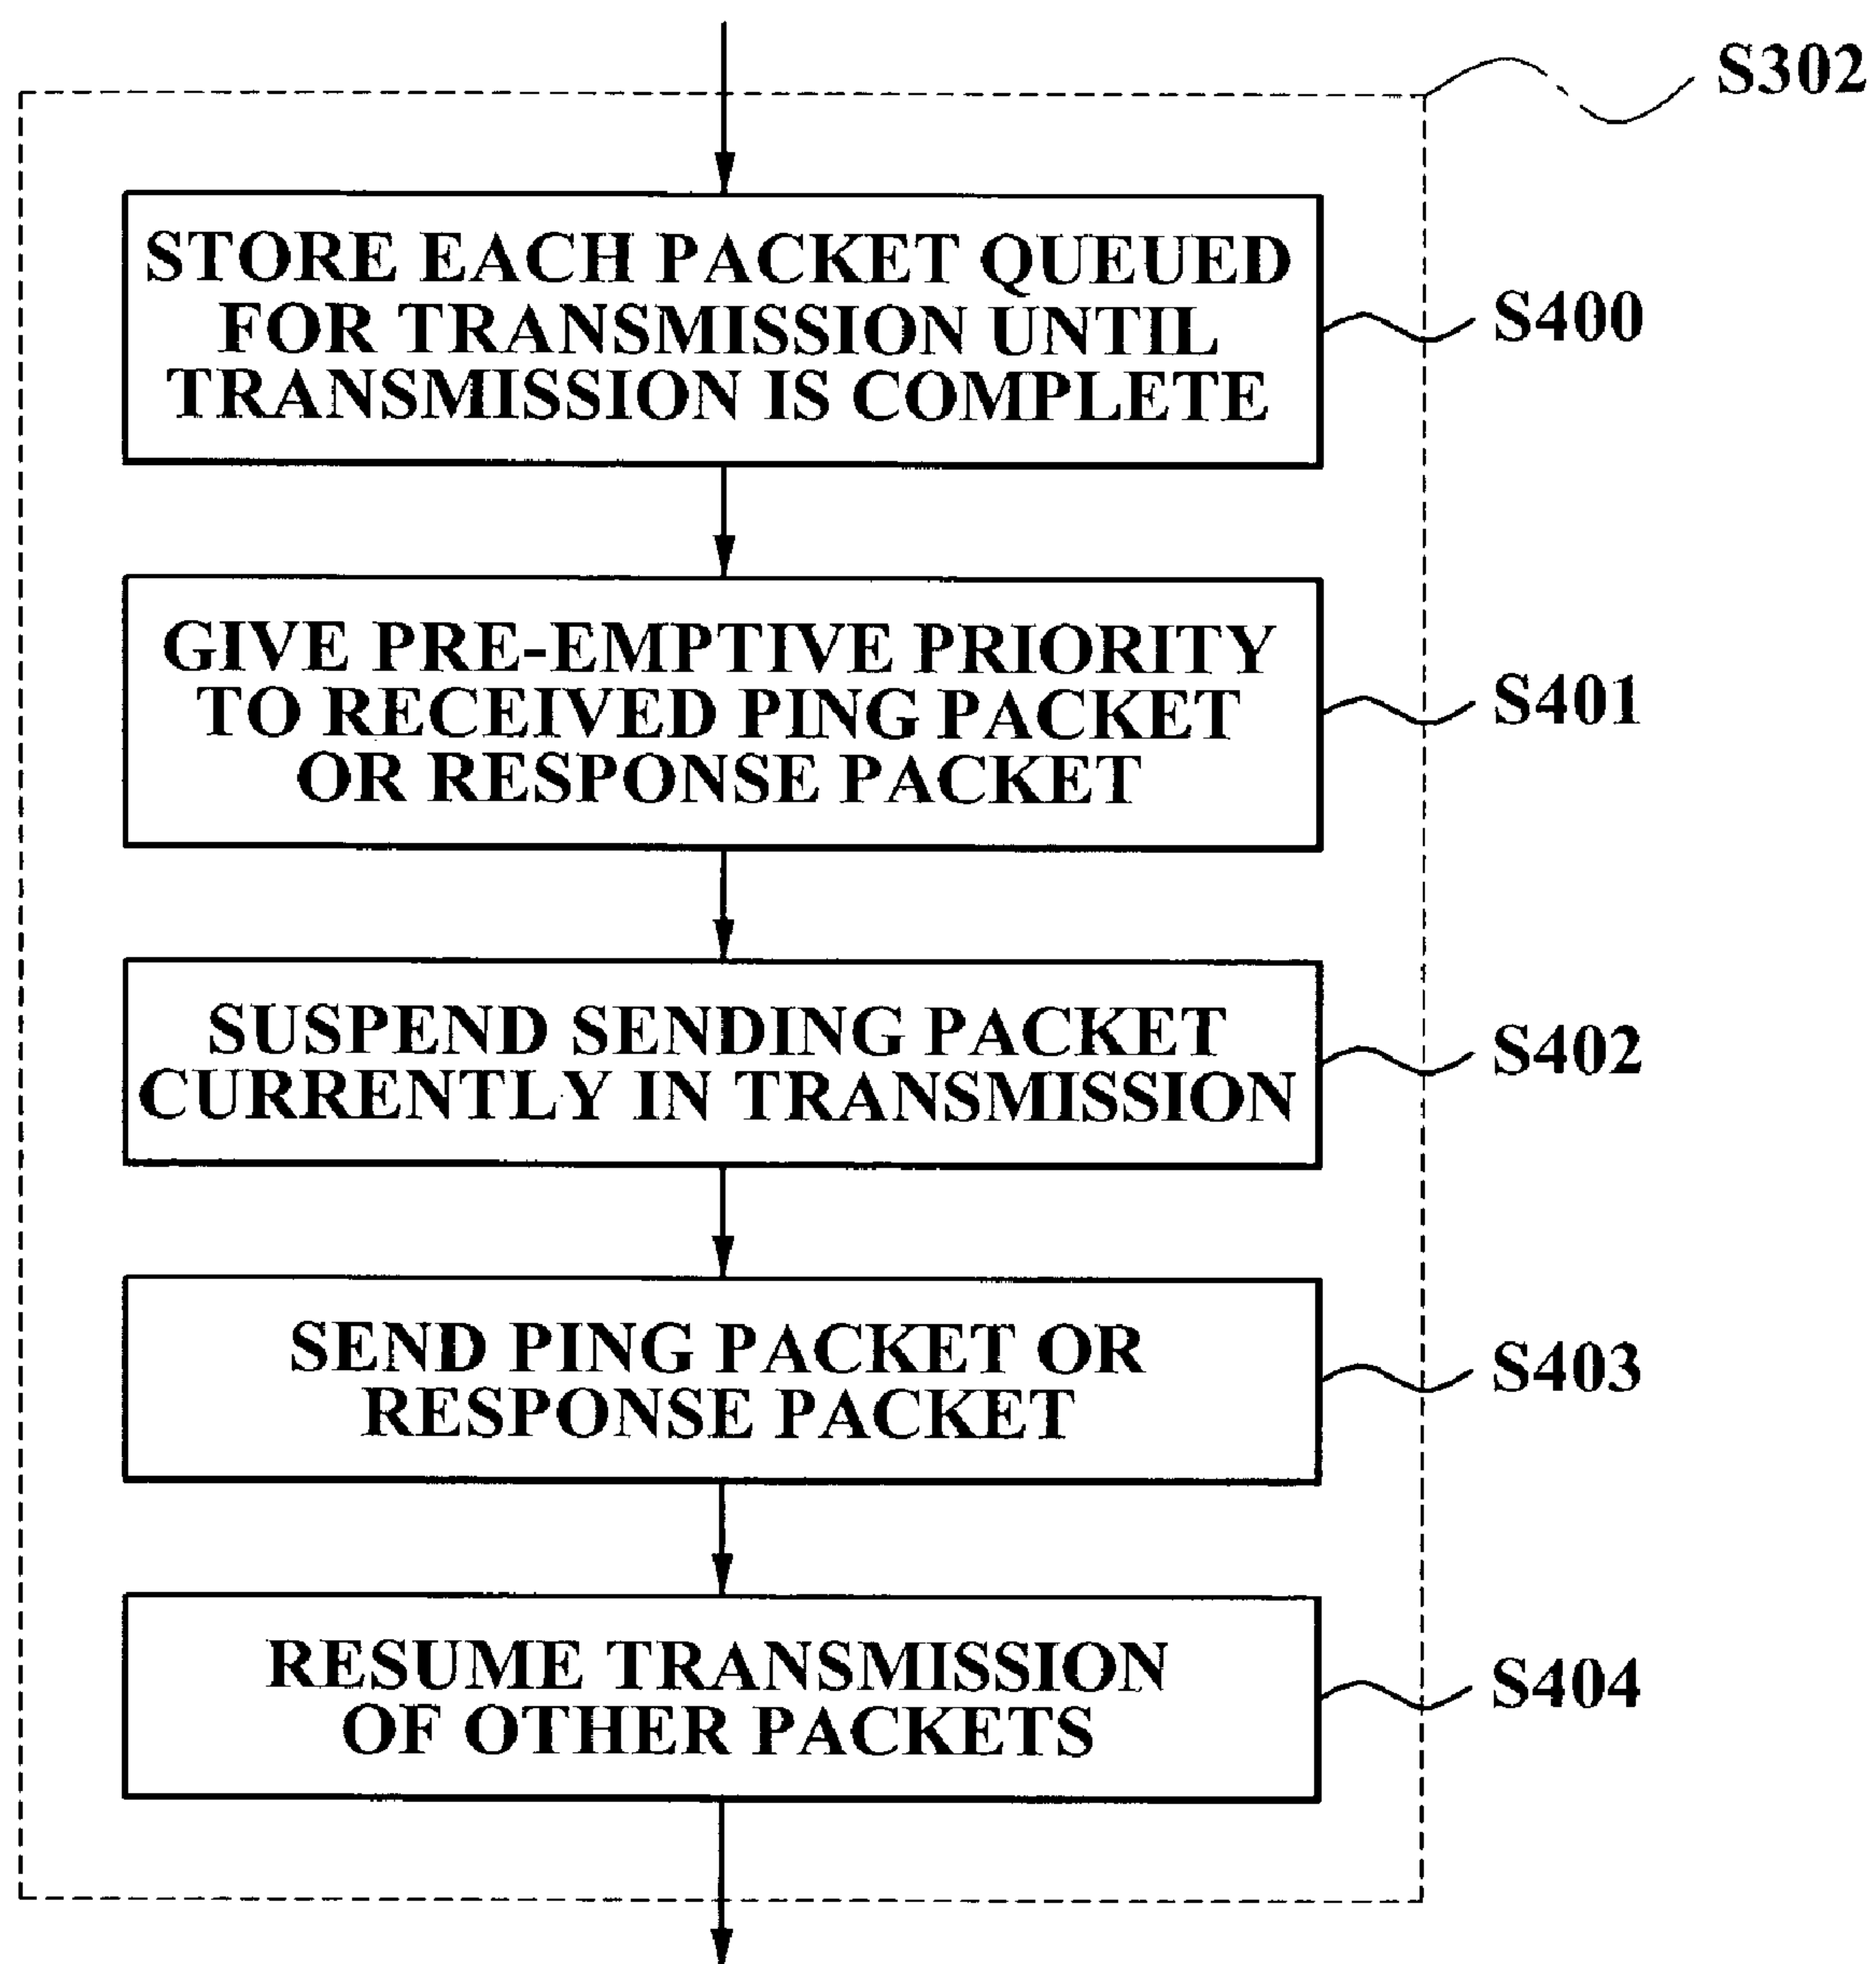 S302
STORE EACH PACKET QUEUED
FOR TRANSMISSION UNTIL
TRANSMISSION IS COMPLETE
S400
GIVE PRE-EMPTIVE PRIORITY
TO RECEIVED PING PACKET
OR RESPONSE PACKET
S401
SUSPEND SENDING PACKET
CURRENTLY IN TRANSMISSION
S402
SEND PING PACKET OR
RESPONSE PACKET
S403
RESUME TRANSMISSION
OF OTHER PACKETS
S404